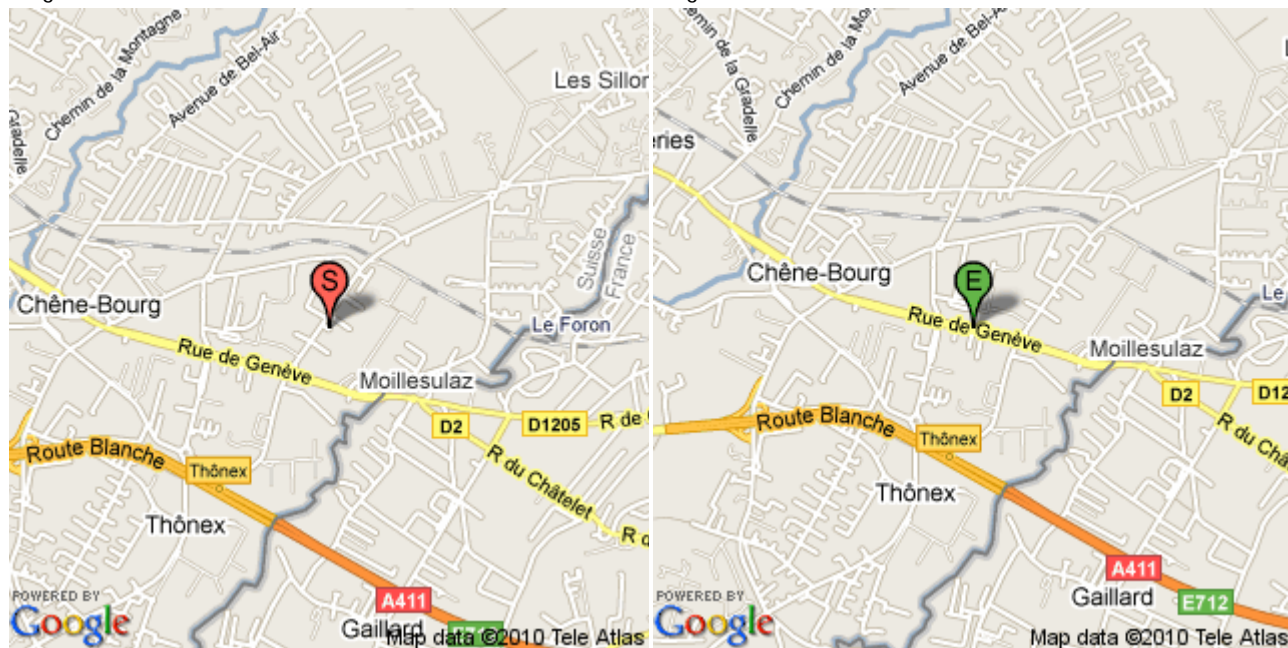 Chemin de la Montagne
Avenue de Bel-Air
Les Sillon
Gradelle
S
Suisse
France
Chêne-Bourg
Le Foron
Rue de Genève
Moillesulaz
D2
D1205
R de
Route Blanche
Thônex
R du Châtelet
Thônex
R d
A411
Gaillard
E712
POWERED BY
Google
Map data ©2010 Tele Atlas
Chemin de la Gradelle
Chemin de la Mo
Avenue de Bel-Air
ries
Chêne-Bourg
E
Le
Rue de Genève
Moillesulaz
D2
D12
Route Blanche
Thônex
R du Châ
Thônex
A411
Gaillard
E712
POWERED BY
Google
Map data ©2010 Tele Atlas